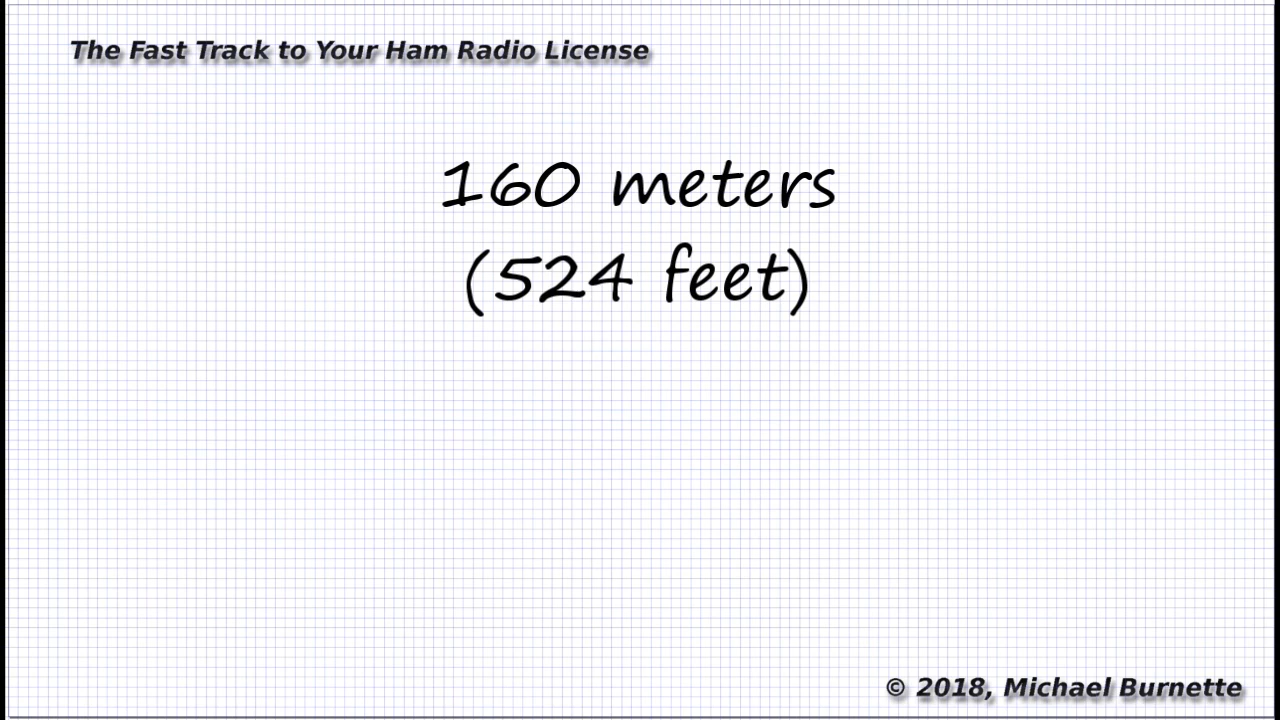 The Fast Track to Your Ham Radio License
160 meters
(524 feet)
© 2018, Michael Burnette